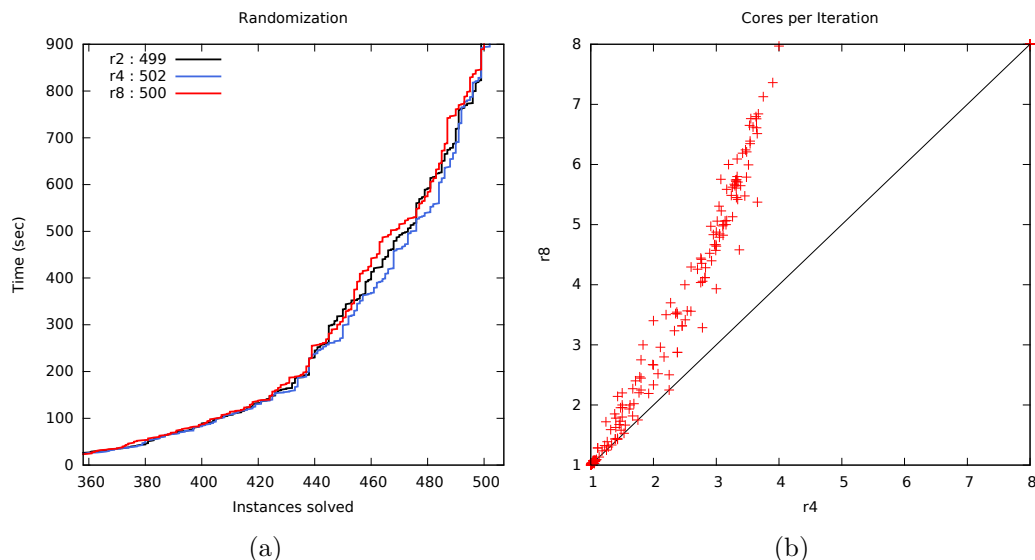 Randomization
900
800
700
600
500
400
300
200
100
0
Time (sec)
r2 : 499
r4 : 502
r8 : 500
360 380 400 420 440 460 480 500
Instances solved
(a)
Cores per Iteration
8
7
6
5
4
3
2
1
r8
1 2 3 4 5 6 7 8
r4
(b)